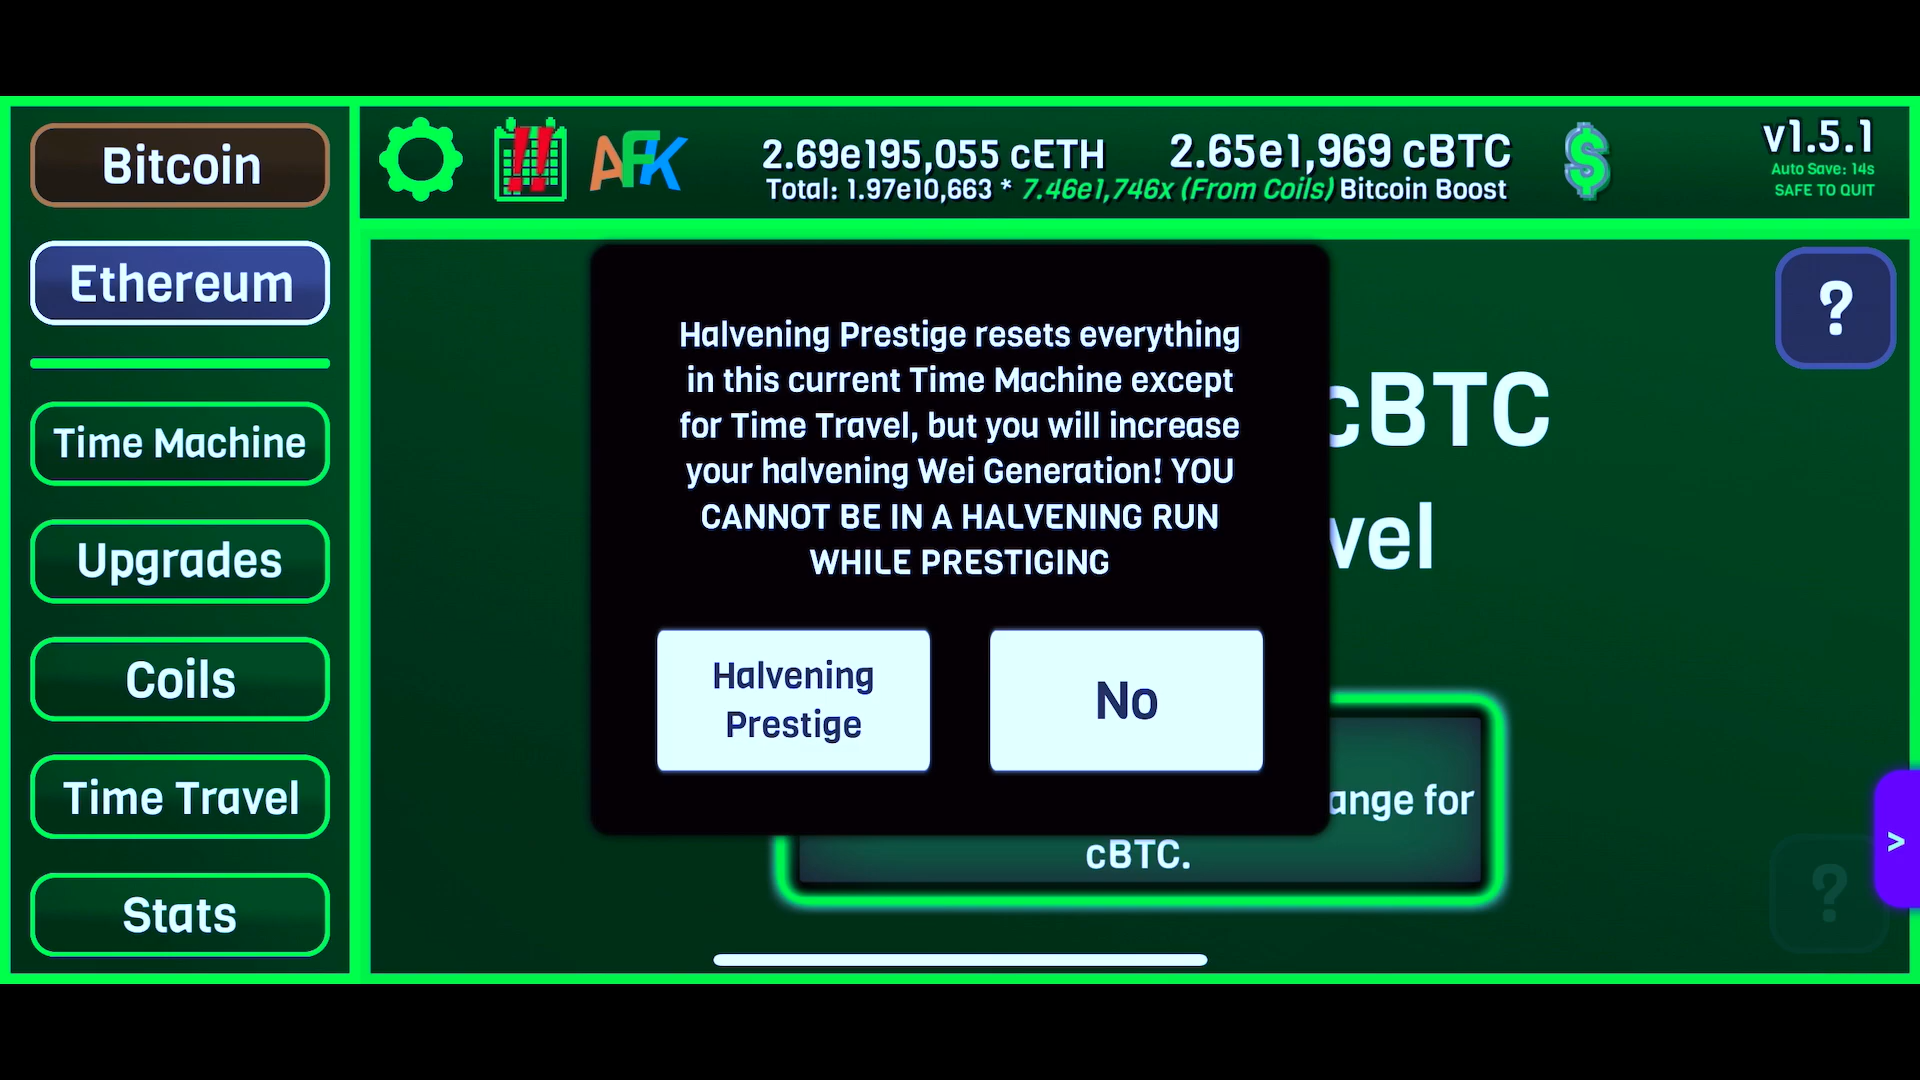 Bitcoin
Ethereum
Time Machine
Upgrades
Coils
Time Travel
Stats
AFK
2.69e195,055 cETH
2.65e1,969 cBTC
Total: 1.97e10,663 * 7.46e1,746x (From Coils) Bitcoin Boost
$
v1.5.1
Auto Save: 14s
SAFE TO QUIT
?
cBTC
vel
Halvening Prestige resets everything
in this current Time Machine except
for Time Travel, but you will increase
your halvening Wei Generation! YOU
CANNOT BE IN A HALVENING RUN
WHILE PRESTIGING
Halvening
Prestige
No
ange for
cBTC.
>
?